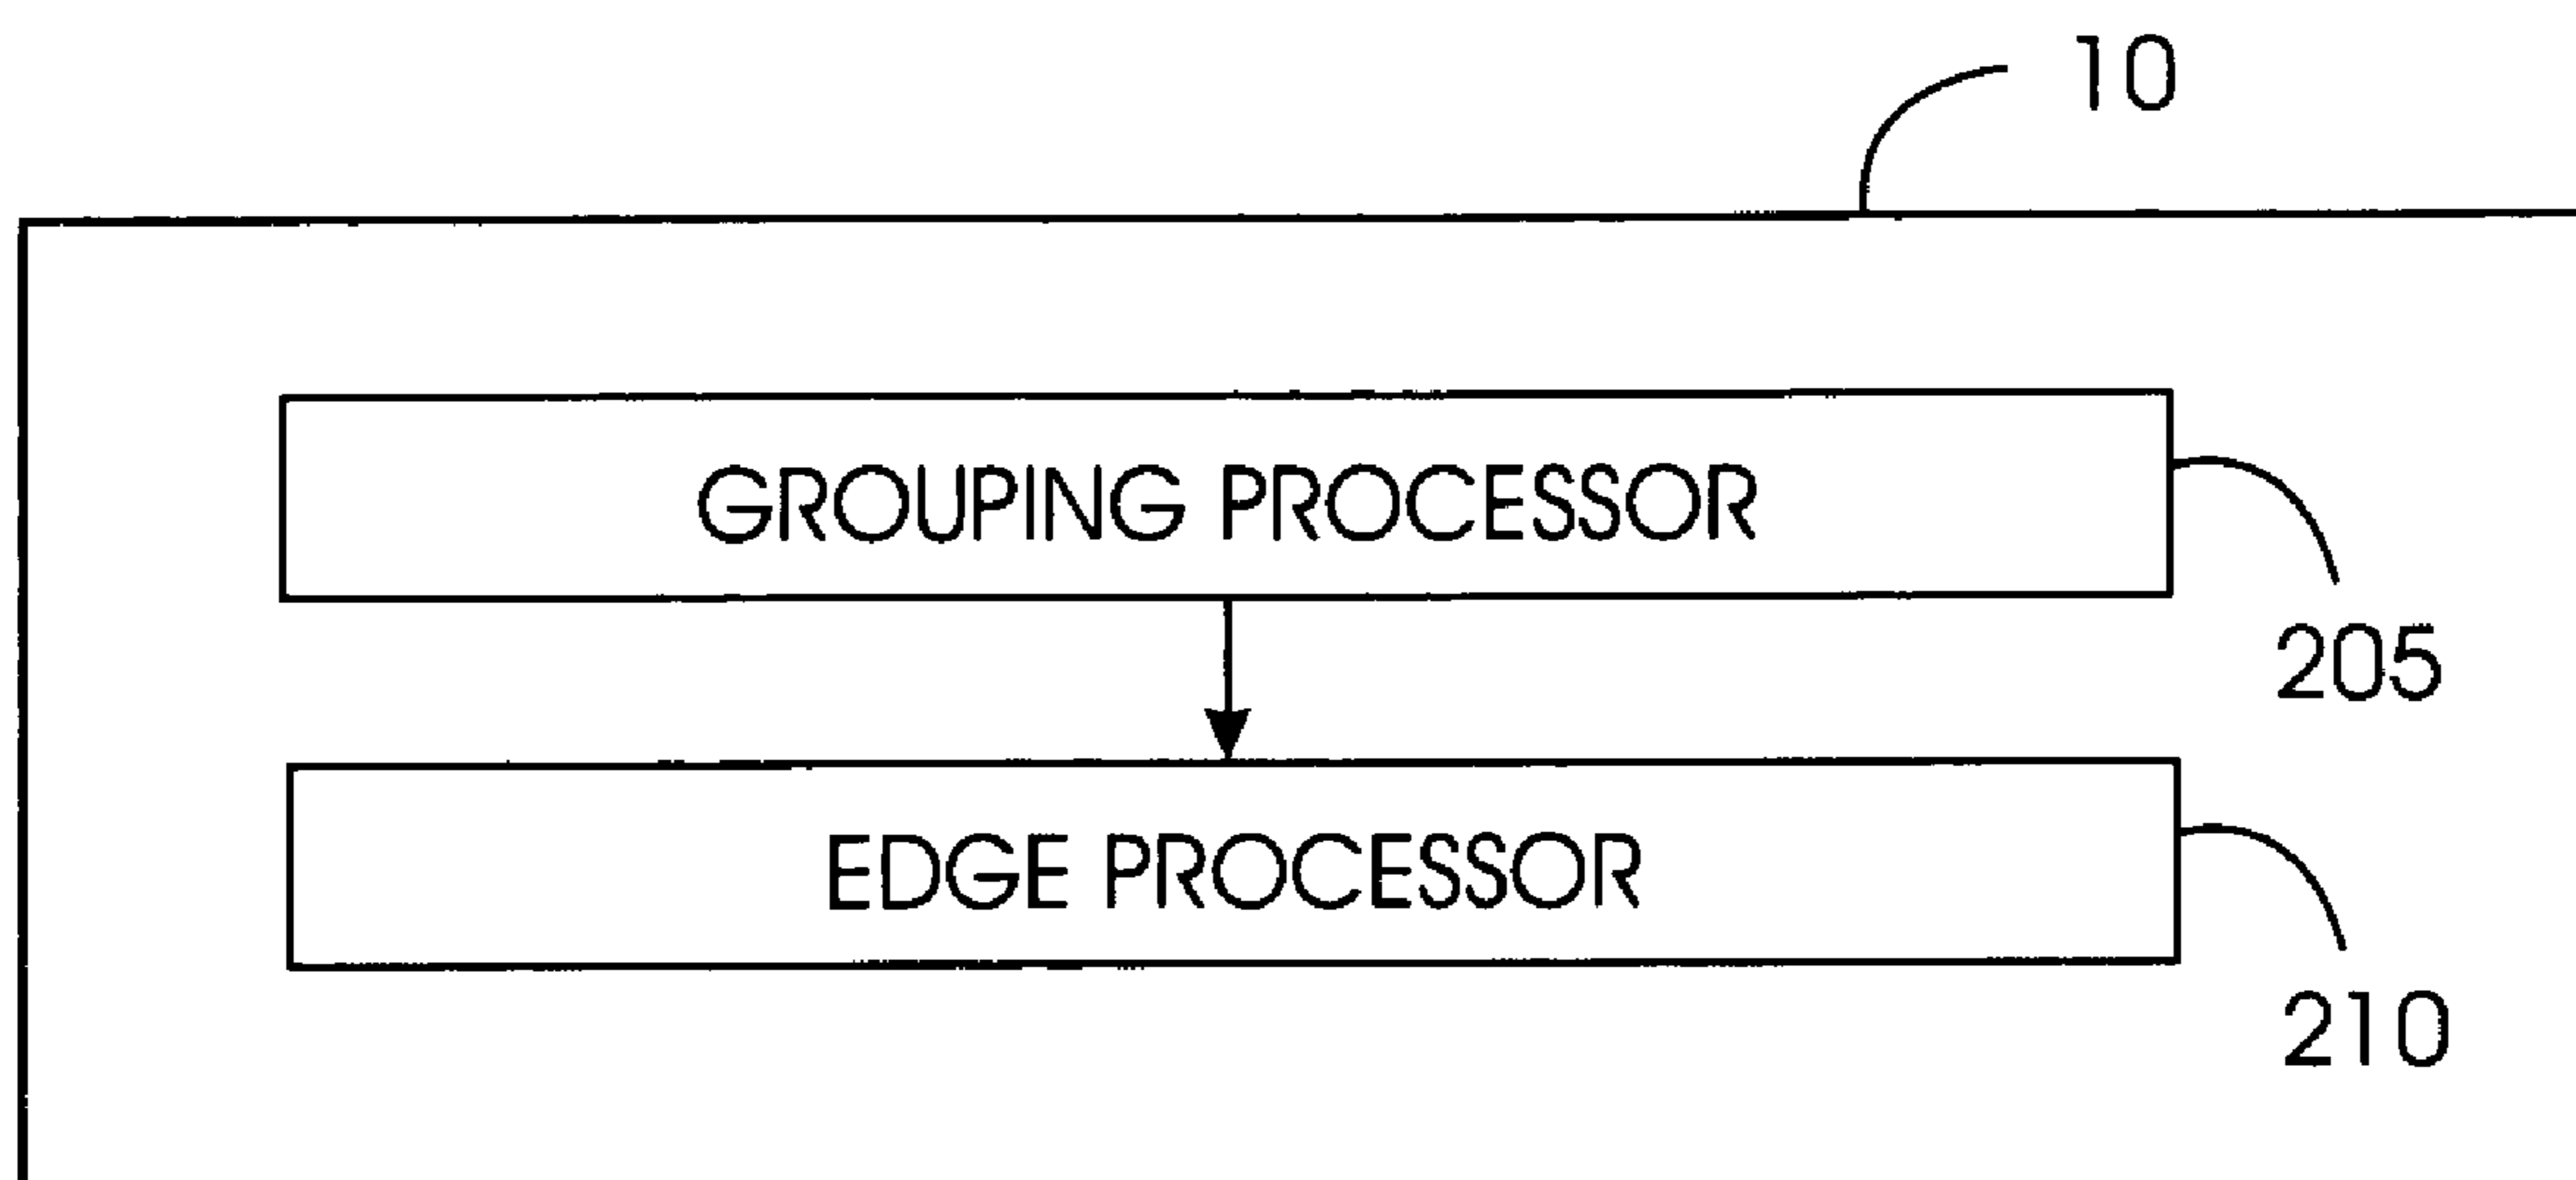 10
GROUPING PROCESSOR
205
EDGE PROCESSOR
210